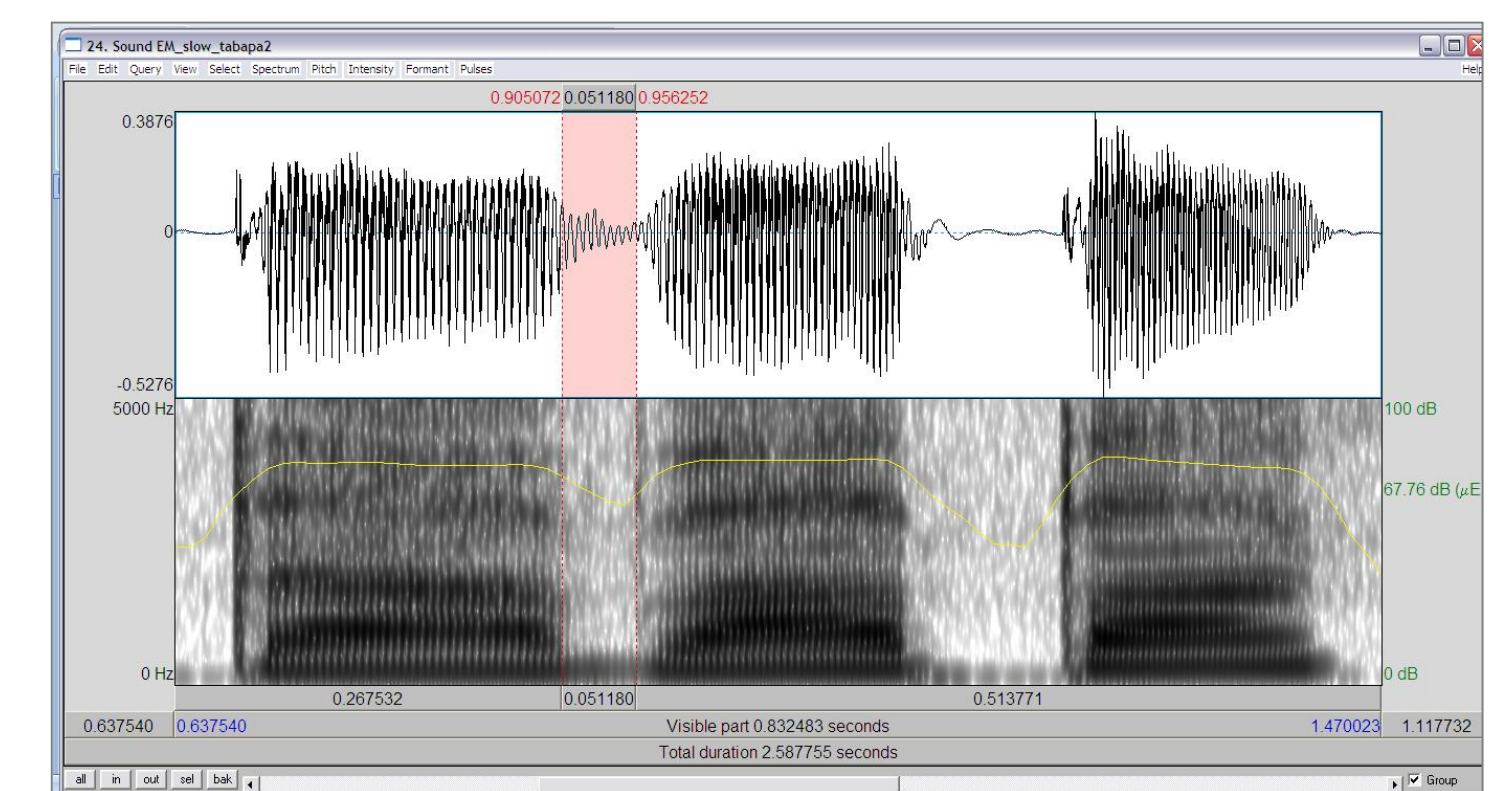 24. Sound EM_slow_tabapa2
File Edit Query View Select Spectrum Pitch Intensity Formant Pulses Help
0.905072 0.051180 0.956252
0.3876
0
-0.5276
5000 Hz 100 dB
67.76 dB (µE
0 Hz 0 dB
0.267532 0.051180 0.513771
0.637540 0.637540 Visible part 0.832483 seconds 1.470023 1.117732
Total duration 2.587755 seconds
all in out sel bak Group